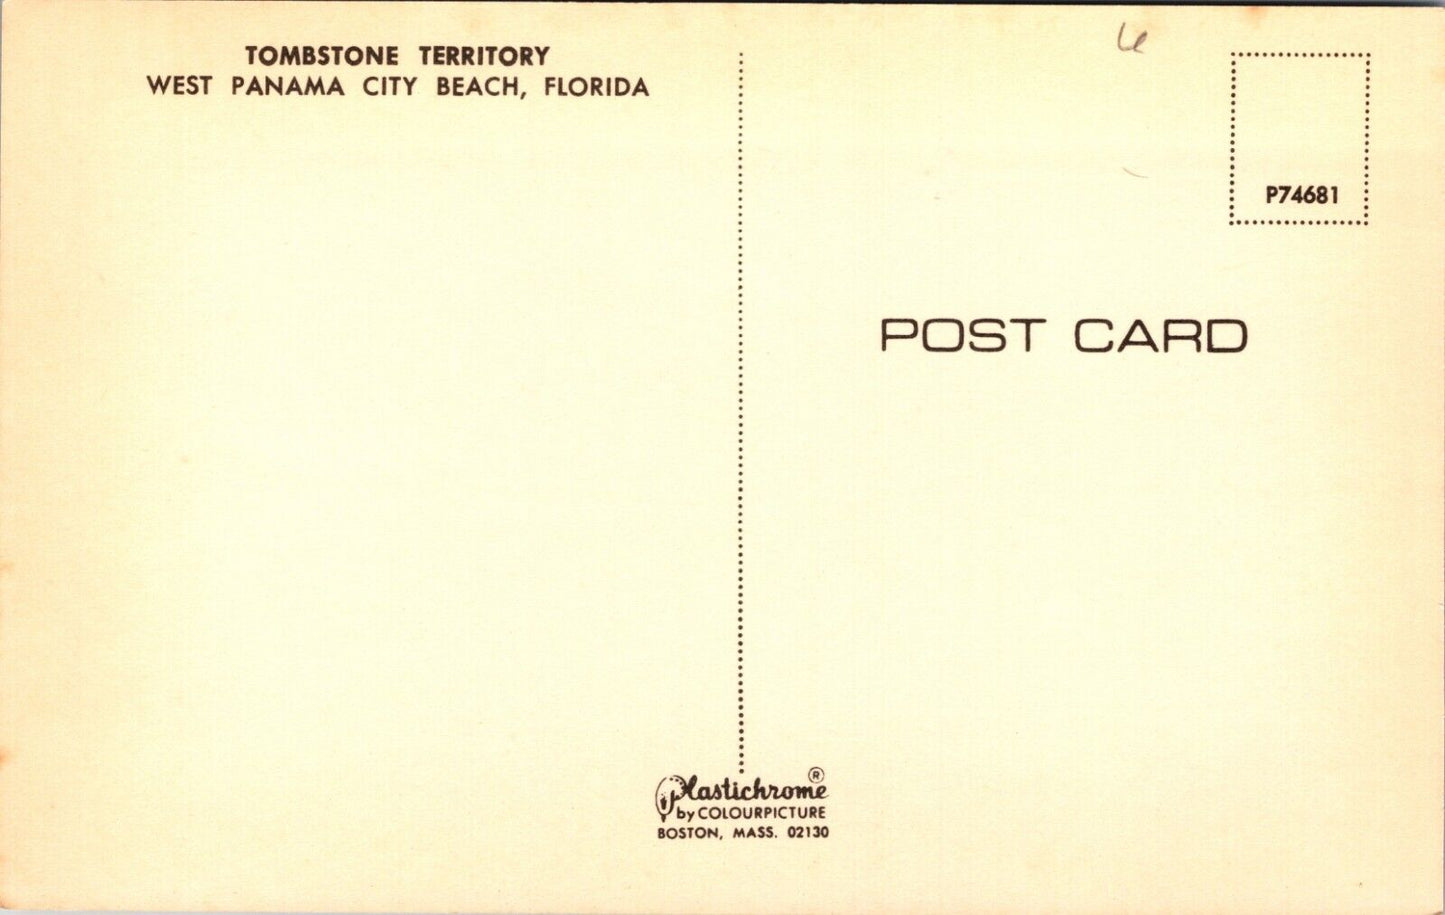 TOMBSTONE TERRITORY
WEST PANAMA CITY BEACH, FLORIDA
P74681
POST CARD
Plastichrome ®
by COLOURPICTURE
BOSTON, MASS. 02130